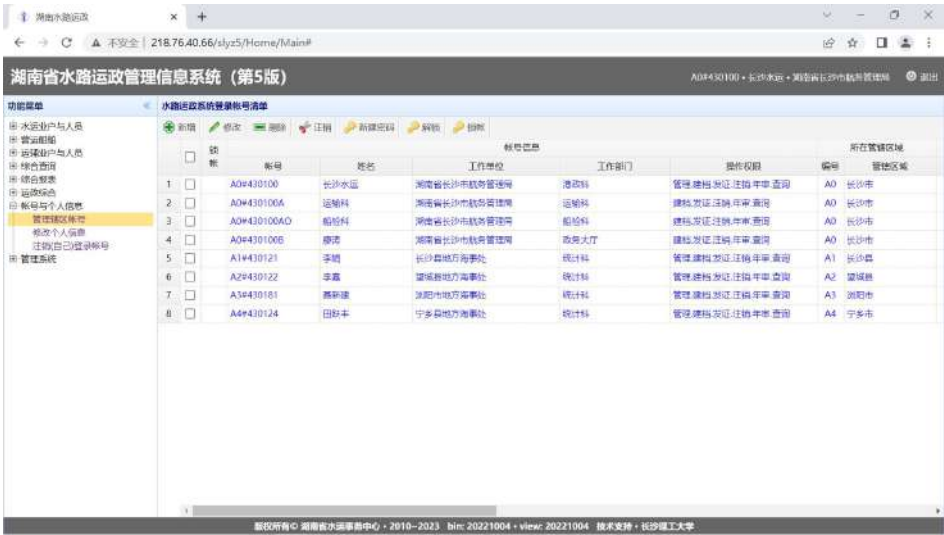 湖南水路运政
不安全 218.76.40.66/slyz5/Home/Main#
湖南省水路运政管理信息系统（第5版）
A0#430100 • 长沙水运 • 湖南省长沙市航务管理局 退出
功能菜单
水路运政系统登录帐号清单
水运业户与人员
营运船舶
运辅业户与人员
综合查询
综合报表
运政综合
帐号与个人信息
管理辖区帐号
修改个人信息
注销(自己)登录帐号
管理系统
新增 修改 删除 注销 新建密码 解锁 锁帐
锁帐 帐号信息 所在管辖区域
帐号 姓名 工作单位 工作部门 操作权限 编号 管辖区域
1 A0#430100 长沙水运 湖南省长沙市航务管理局 港政科 管理,建档,发证,注销,年审,查询 A0 长沙市
2 A0#430100A 运输科 湖南省长沙市航务管理局 运输科 建档,发证,注销,年审,查询 A0 长沙市
3 A0#430100AO 船检科 湖南省长沙市航务管理局 船检科 建档,发证,注销,年审,查询 A0 长沙市
4 A0#430100B 湖南省长沙市航务管理局 政务大厅 建档,发证,注销,年审,查询 A0 长沙市
5 A1#430121 李娟 长沙县地方海事处 统计科 管理,建档,发证,注销,年审,查询 A1 长沙县
6 A2#430122 望城县地方海事处 统计科 管理,建档,发证,注销,年审,查询 A2 望城县
7 A3#430181 浏阳市地方海事处 统计科 管理,建档,发证,注销,年审,查询 A3 浏阳市
8 A4#430124 田跃丰 宁乡县地方海事处 统计科 管理,建档,发证,注销,年审,查询 A4 宁乡市
版权所有© 湖南省水运事务中心 • 2010-2023 bin: 20221004 • view: 20221004 技术支持 • 长沙理工大学